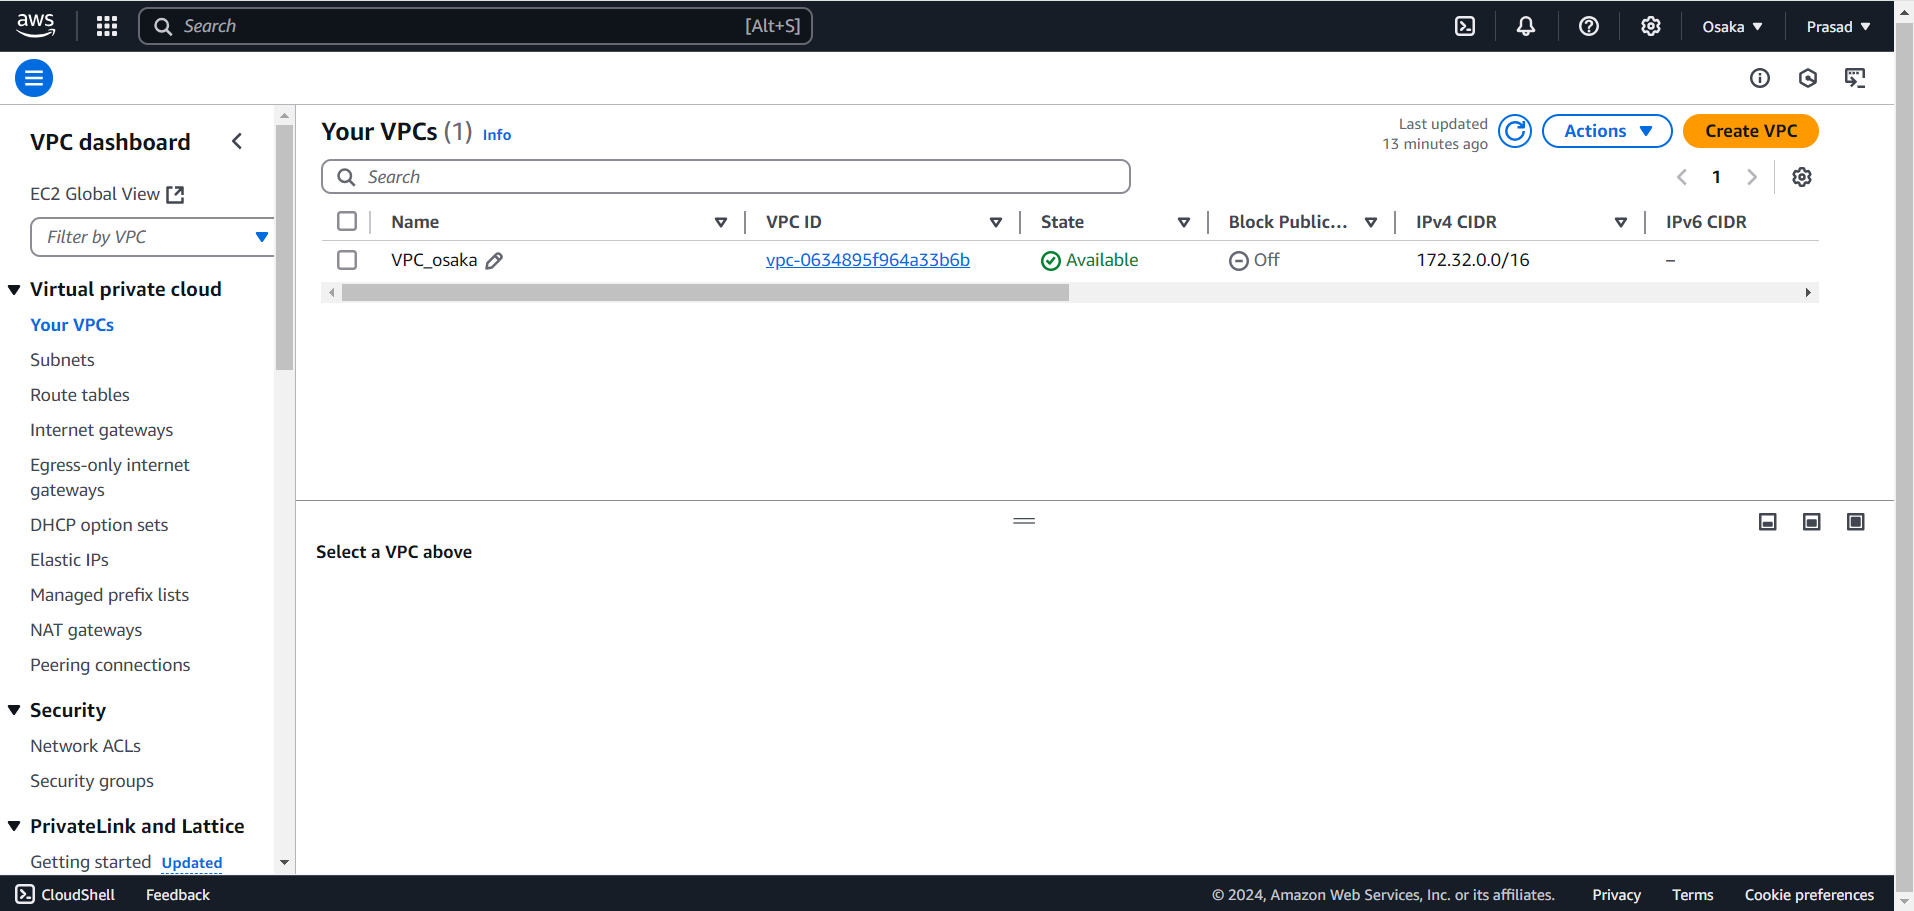 aws
Search [Alt+S]
Osaka
Prasad
VPC dashboard
EC2 Global View
Filter by VPC
Virtual private cloud
Your VPCs
Subnets
Route tables
Internet gateways
Egress-only internet
gateways
DHCP option sets
Elastic IPs
Managed prefix lists
NAT gateways
Peering connections
Security
Network ACLs
Security groups
PrivateLink and Lattice
Getting started Updated
Your VPCs (1) Info
Last updated
13 minutes ago
Actions
Create VPC
Search
1
Name VPC ID State Block Public... IPv4 CIDR IPv6 CIDR
VPC_osaka vpc-0634895f964a33b6b Available Off 172.32.0.0/16 –
Select a VPC above
CloudShell Feedback © 2024, Amazon Web Services, Inc. or its affiliates. Privacy Terms Cookie preferences